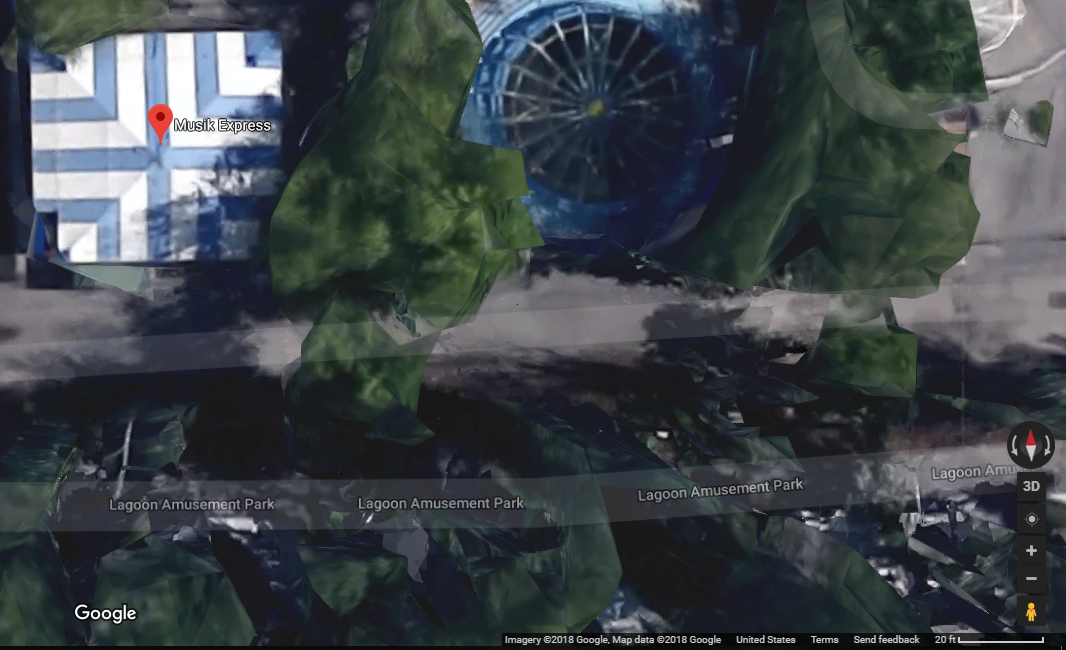 Musik Express
Lagoon Amu
3D
Lagoon Amusement Park
Lagoon Amusement Park
Lagoon Amusement Park
Google
Imagery ©2018 Google, Map data ©2018 Google United States Terms Send feedback 20 ft